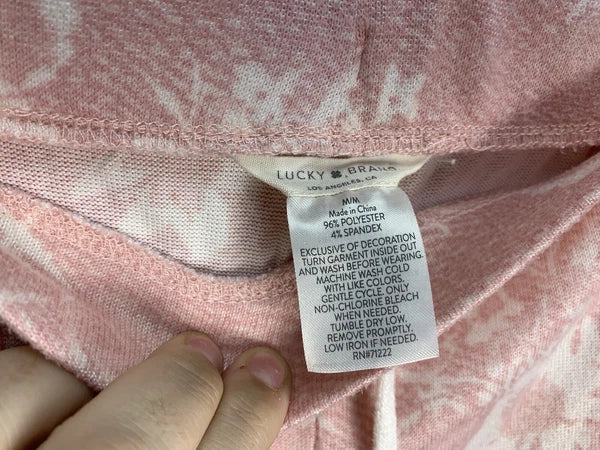 LUCKY BRAND
LOS ANGELES, CA
M/M
Made in China
96% POLYESTER
4% SPANDEX
EXCLUSIVE OF DECORATION
TURN GARMENT INSIDE OUT
AND WASH BEFORE WEARING.
MACHINE WASH COLD
WITH LIKE COLORS.
GENTLE CYCLE. ONLY
NON-CHLORINE BLEACH
WHEN NEEDED.
TUMBLE DRY LOW.
REMOVE PROMPTLY.
LOW IRON IF NEEDED.
RN#71222